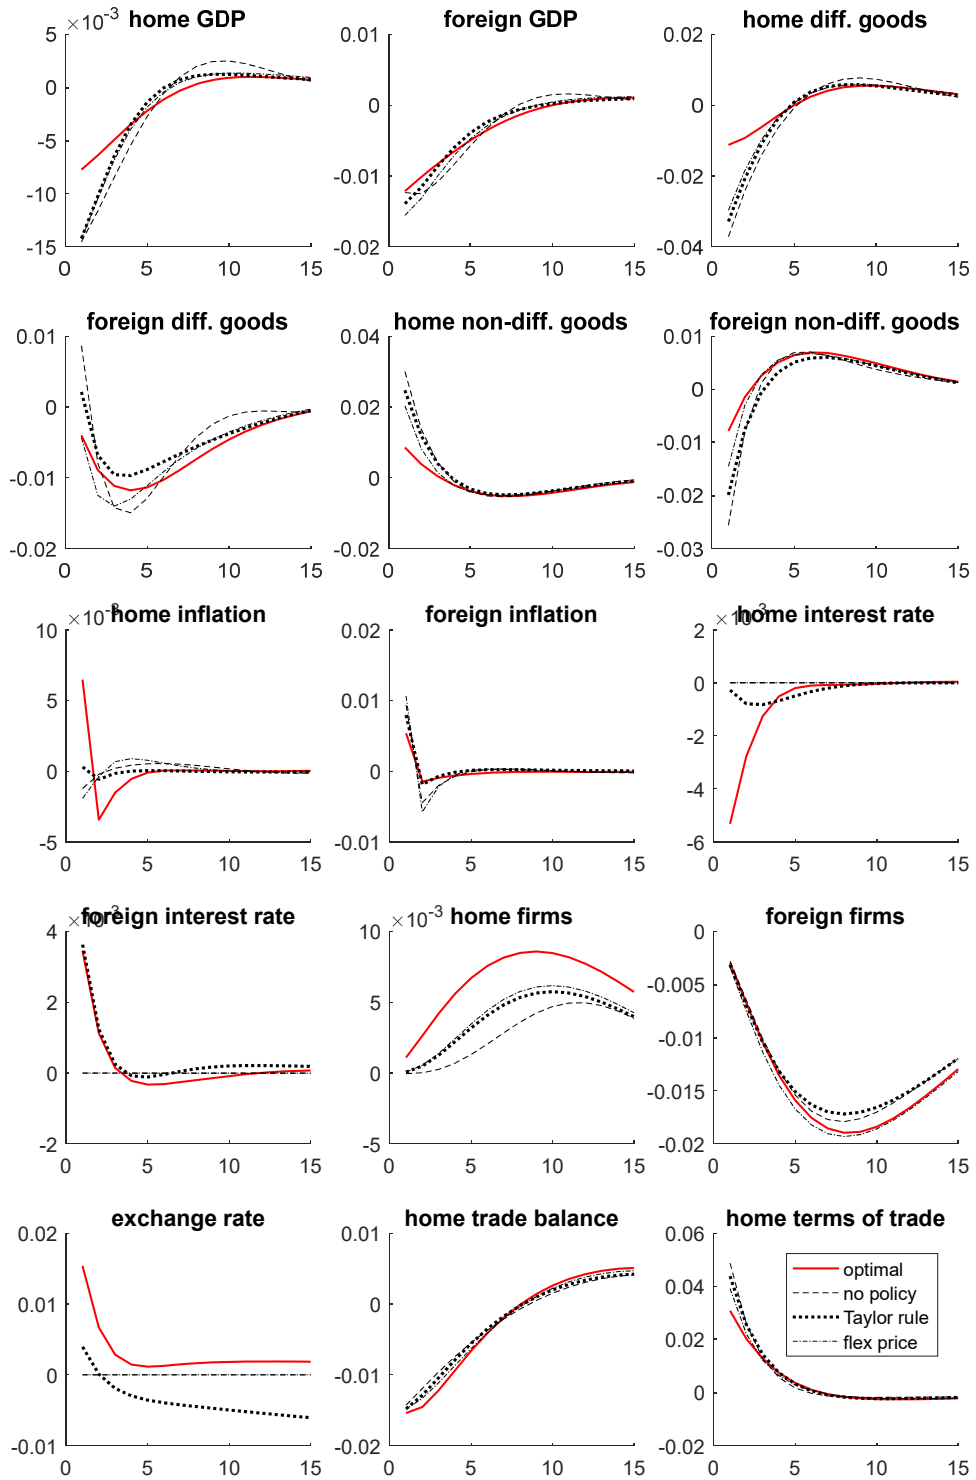 home GDP
foreign GDP
home diff. goods
×10-3
5
0
-5
-10
-15
0 5 10 15
0.01
0
-0.01
-0.02
0 5 10 15
0.02
0
-0.02
-0.04
0 5 10 15
foreign diff. goods
home non-diff. goods
foreign non-diff. goods
0.01
0
-0.01
-0.02
0 5 10 15
0.04
0.02
0
-0.02
0 5 10 15
0.01
0
-0.01
-0.02
-0.03
0 5 10 15
home inflation
foreign inflation
home interest rate
×10-3
10
5
0
-5
0 5 10 15
0.02
0.01
0
-0.01
0 5 10 15
×10-3
2
0
-2
-4
-6
0 5 10 15
foreign interest rate
home firms
foreign firms
×10-3
4
2
0
-2
0 5 10 15
×10-3
10
5
0
-5
0 5 10 15
0
-0.005
-0.01
-0.015
-0.02
0 5 10 15
exchange rate
home trade balance
home terms of trade
0.02
0.01
0
-0.01
0 5 10 15
0.01
0
-0.01
-0.02
0 5 10 15
0.06
0.04
0.02
0
-0.02
0 5 10 15
optimal
no policy
Taylor rule
flex price